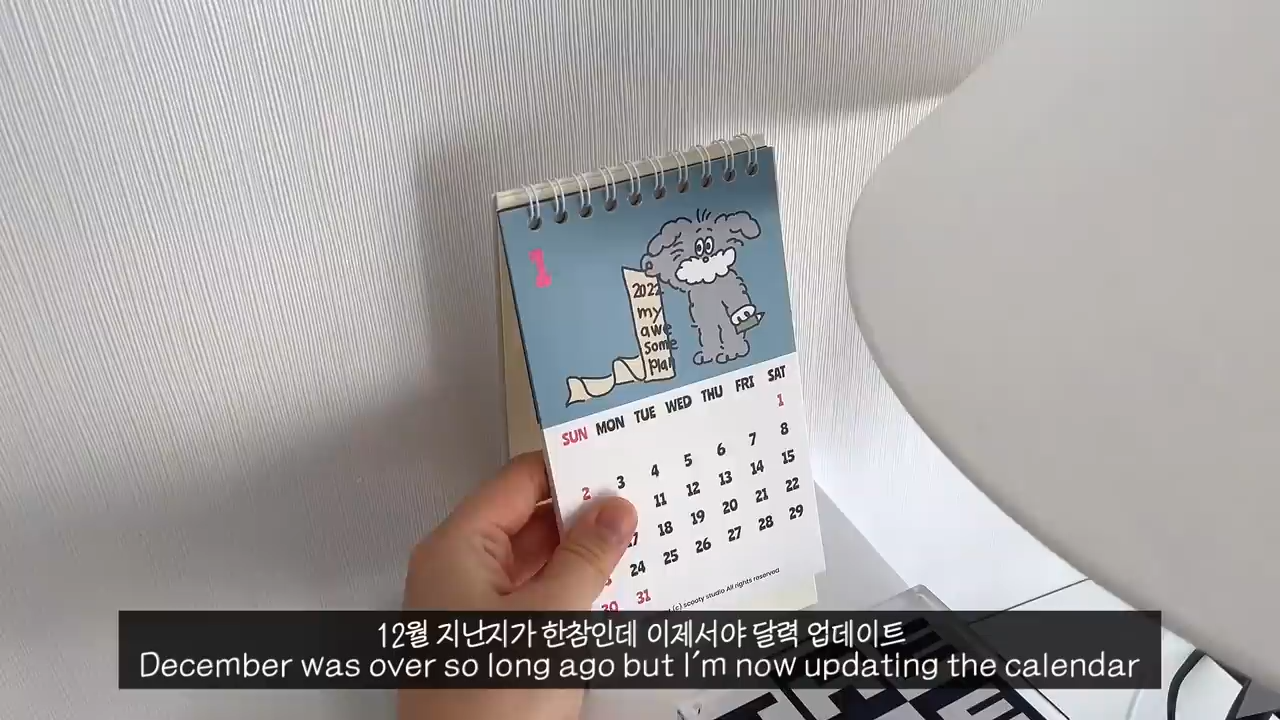 1
2022
my
awe
some
plan
SUN MON TUE WED THU FRI SAT
1
2 3 4 5 6 7 8
11 12 13 14 15
17 18 19 20 21 22
24 25 26 27 28 29
30 31
(c) scooty studio All rights reserved
12월 지난지가 한참인데 이제서야 달력 업데이트
December was over so long ago but I´m now updating the calendar